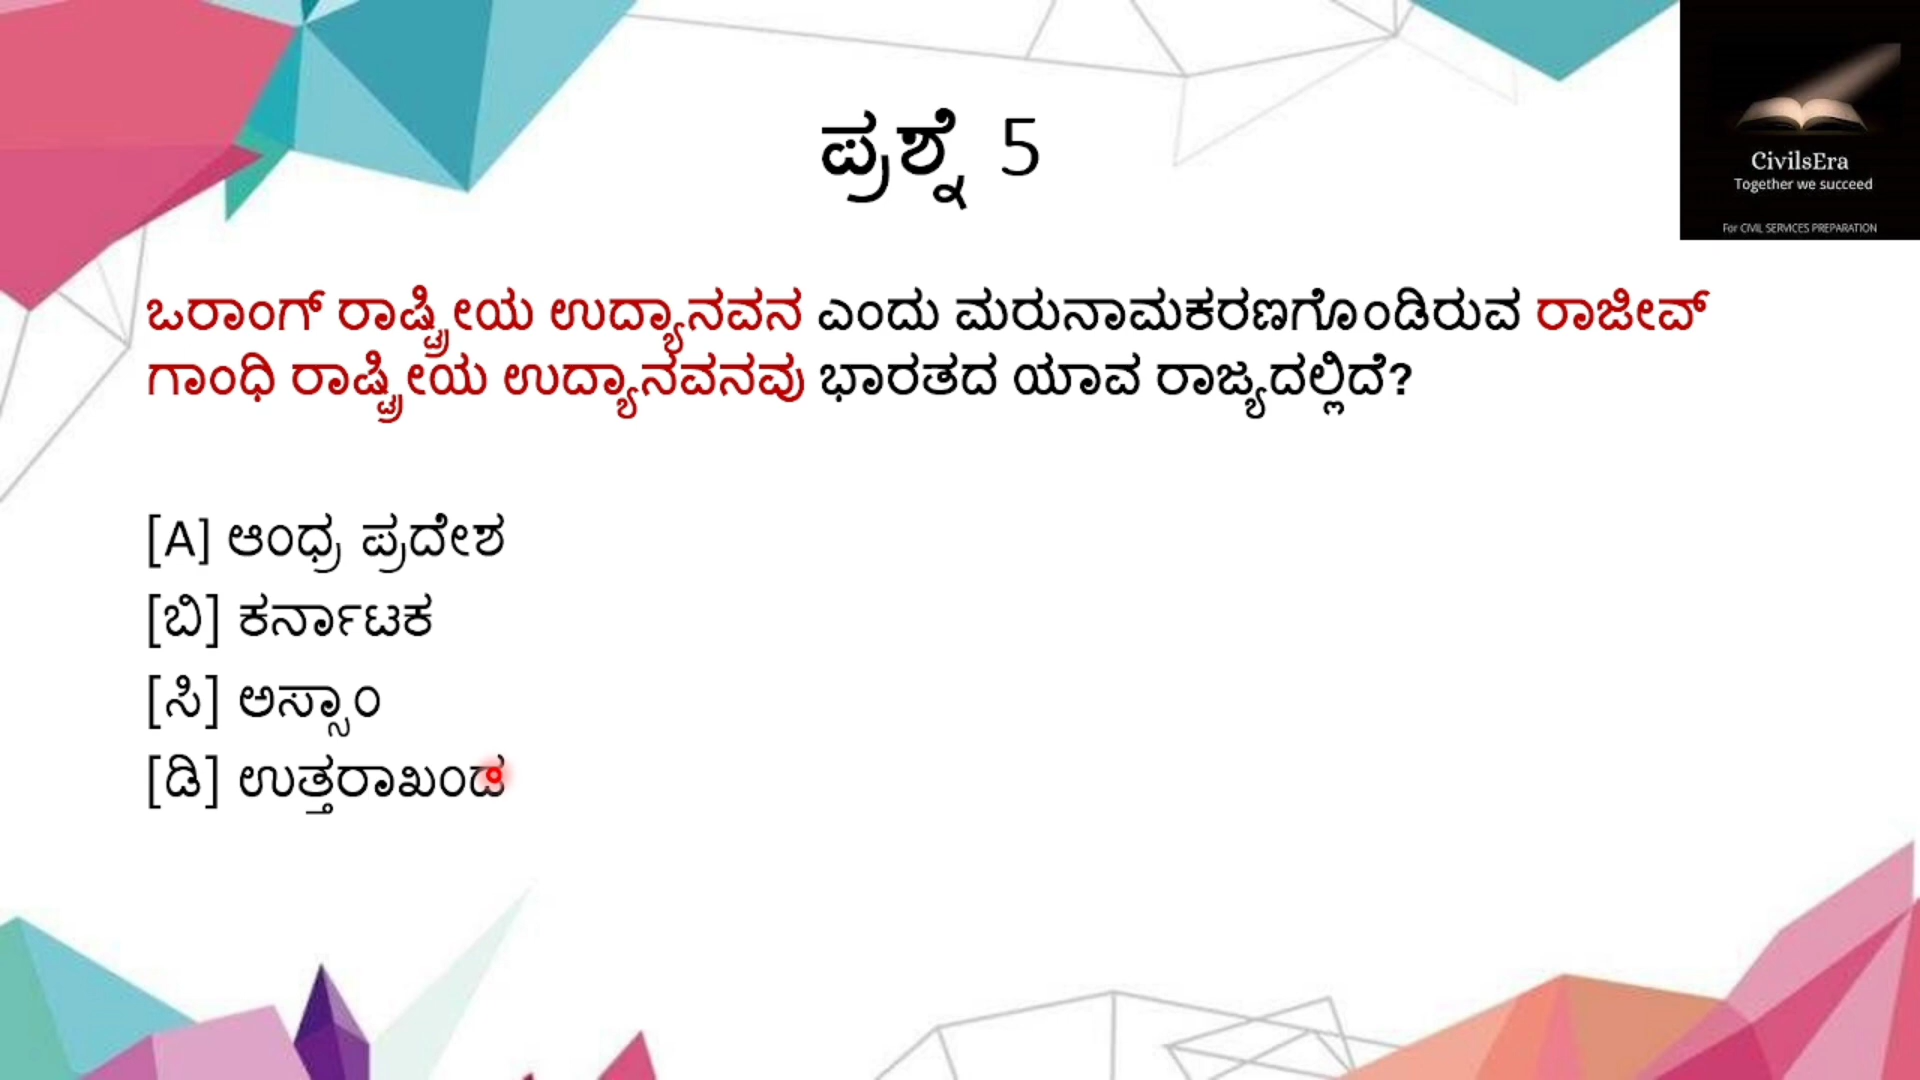 ಪ್ರಶ್ನೆ 5
CivilsEra
Together we succeed
For CIVIL SERVICES PREPARATION
ಒರಾಂಗ್ ರಾಷ್ಟ್ರೀಯ ಉದ್ಯಾನವನ ಎಂದು ಮರುನಾಮಕರಣಗೊಂಡಿರುವ ರಾಜೀವ್
ಗಾಂಧಿ ರಾಷ್ಟ್ರೀಯ ಉದ್ಯಾನವನವು ಭಾರತದ ಯಾವ ರಾಜ್ಯದಲ್ಲಿದೆ?
[A] ಆಂಧ್ರ ಪ್ರದೇಶ
[ಬಿ] ಕರ್ನಾಟಕ
[ಸಿ] ಅಸ್ಸಾಂ
[ಡಿ] ಉತ್ತರಾಖಂಡ